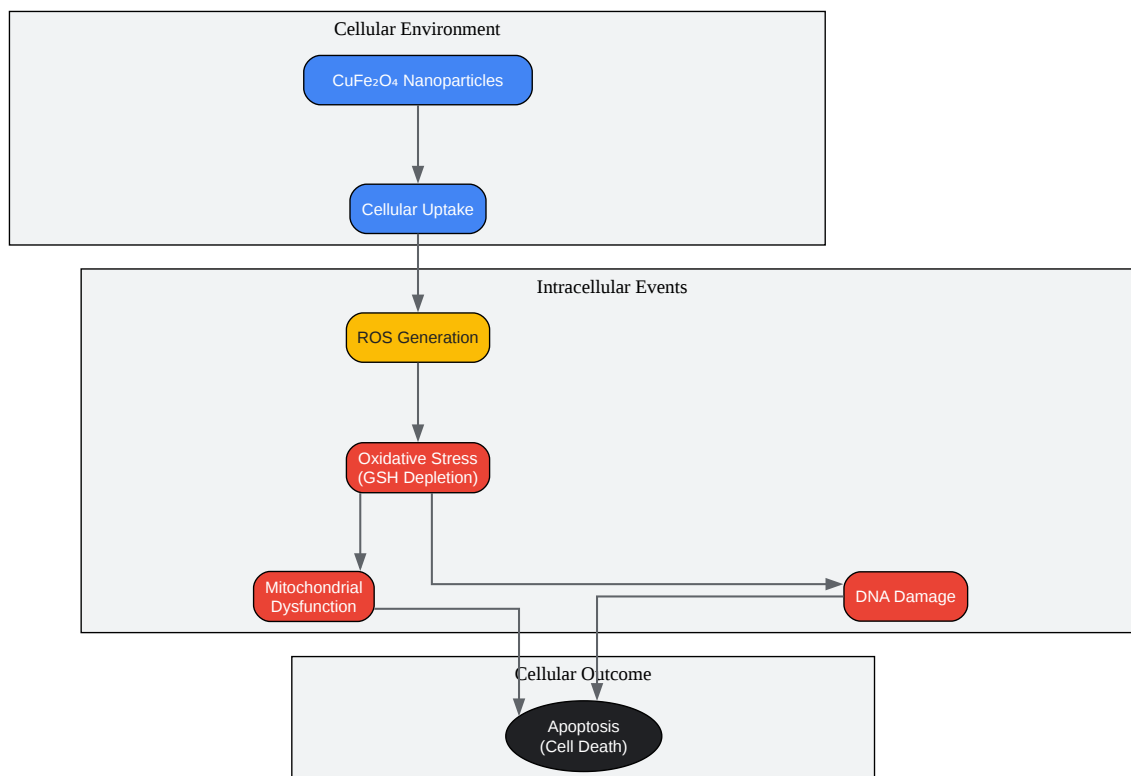 Cellular Environment
CuFe₂O₄ Nanoparticles
Cellular Uptake
Intracellular Events
ROS Generation
Oxidative Stress
(GSH Depletion)
Mitochondrial
Dysfunction
DNA Damage
Cellular Outcome
Apoptosis
(Cell Death)